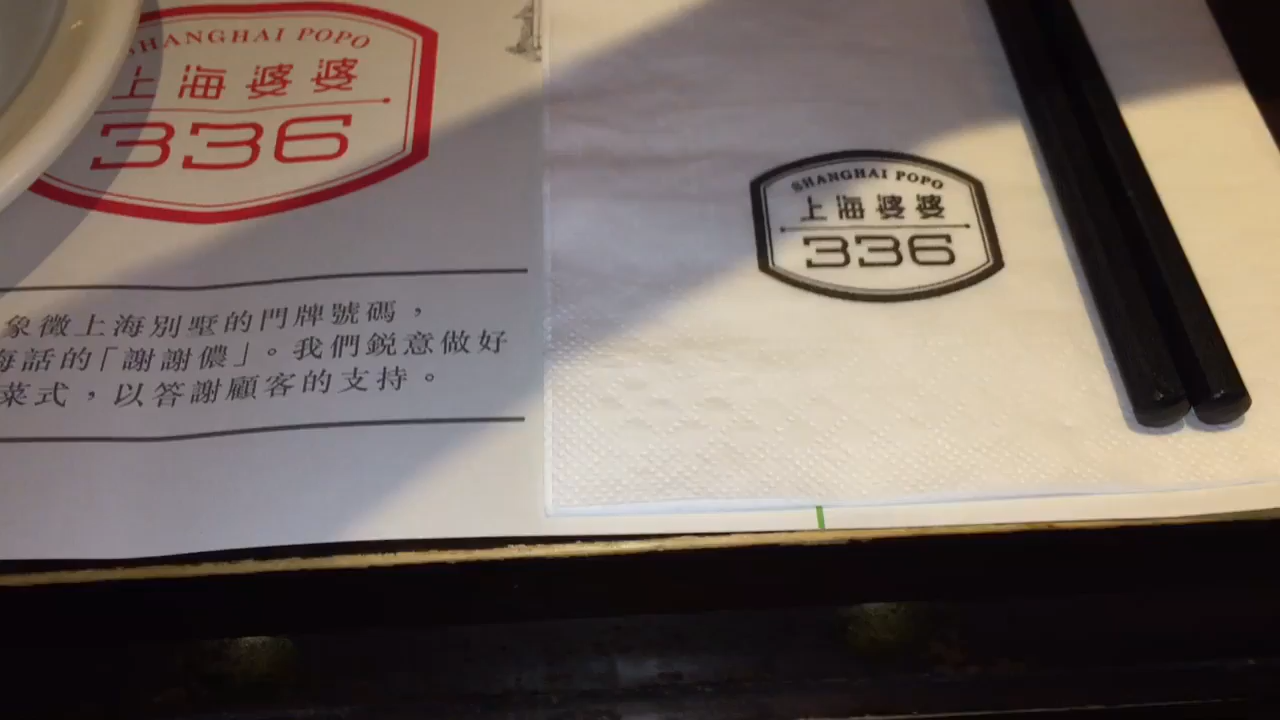 SHANGHAI POPO
上海婆婆
336
象徵上海別墅的門牌號碼，
海話的「謝謝儂」。我們銳意做好
菜式，以答謝顧客的支持。
SHANGHAI POPO
上海婆婆
336